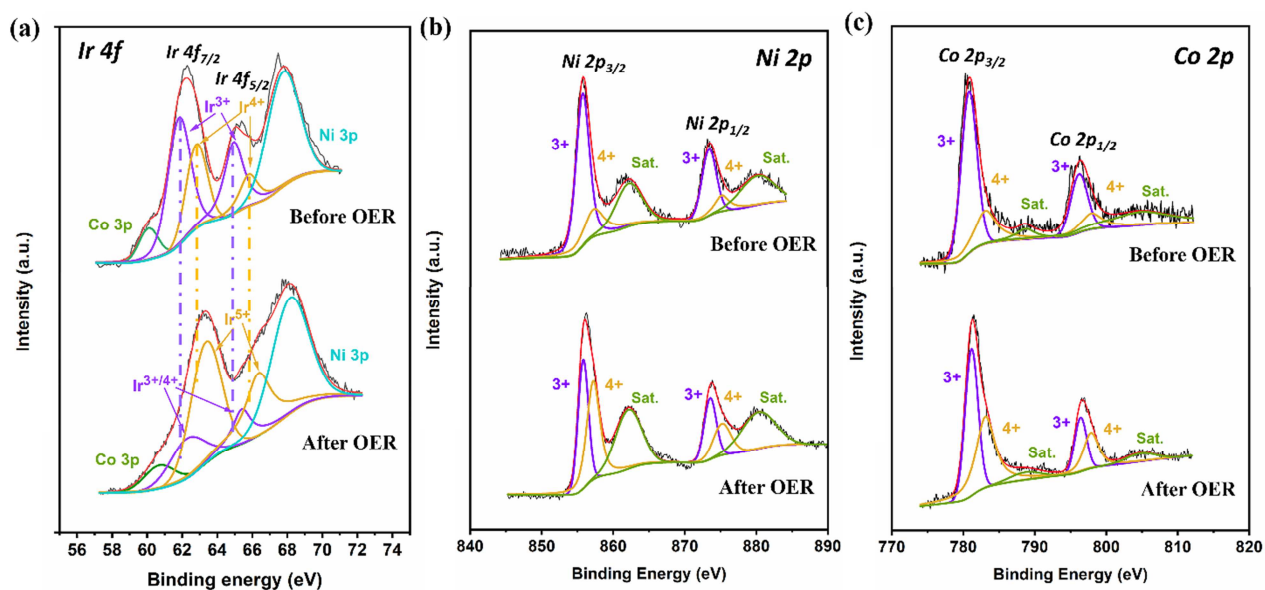 (a)
Ir 4f
Ir 4f7/2
Ir 4f5/2
Ir3+
Ir4+
Ni 3p
Co 3p
Before OER
Ir5+
Ni 3p
Ir3+/4+
Co 3p
After OER
Intensity (a.u.)
56 58 60 62 64 66 68 70 72 74
Binding energy (eV)
(b)
Ni 2p
Ni 2p3/2
Ni 2p1/2
3+
4+
Sat.
3+
4+
Sat.
Before OER
3+
4+
Sat.
3+
4+
Sat.
After OER
Intensity (a.u.)
840 850 860 870 880 890
Binding Energy (eV)
(c)
Co 2p
Co 2p3/2
Co 2p1/2
3+
4+
Sat.
3+
4+
Sat.
Before OER
3+
4+
Sat.
3+
4+
Sat.
After OER
Intensity (a.u.)
770 780 790 800 810 820
Binding Energy (eV)